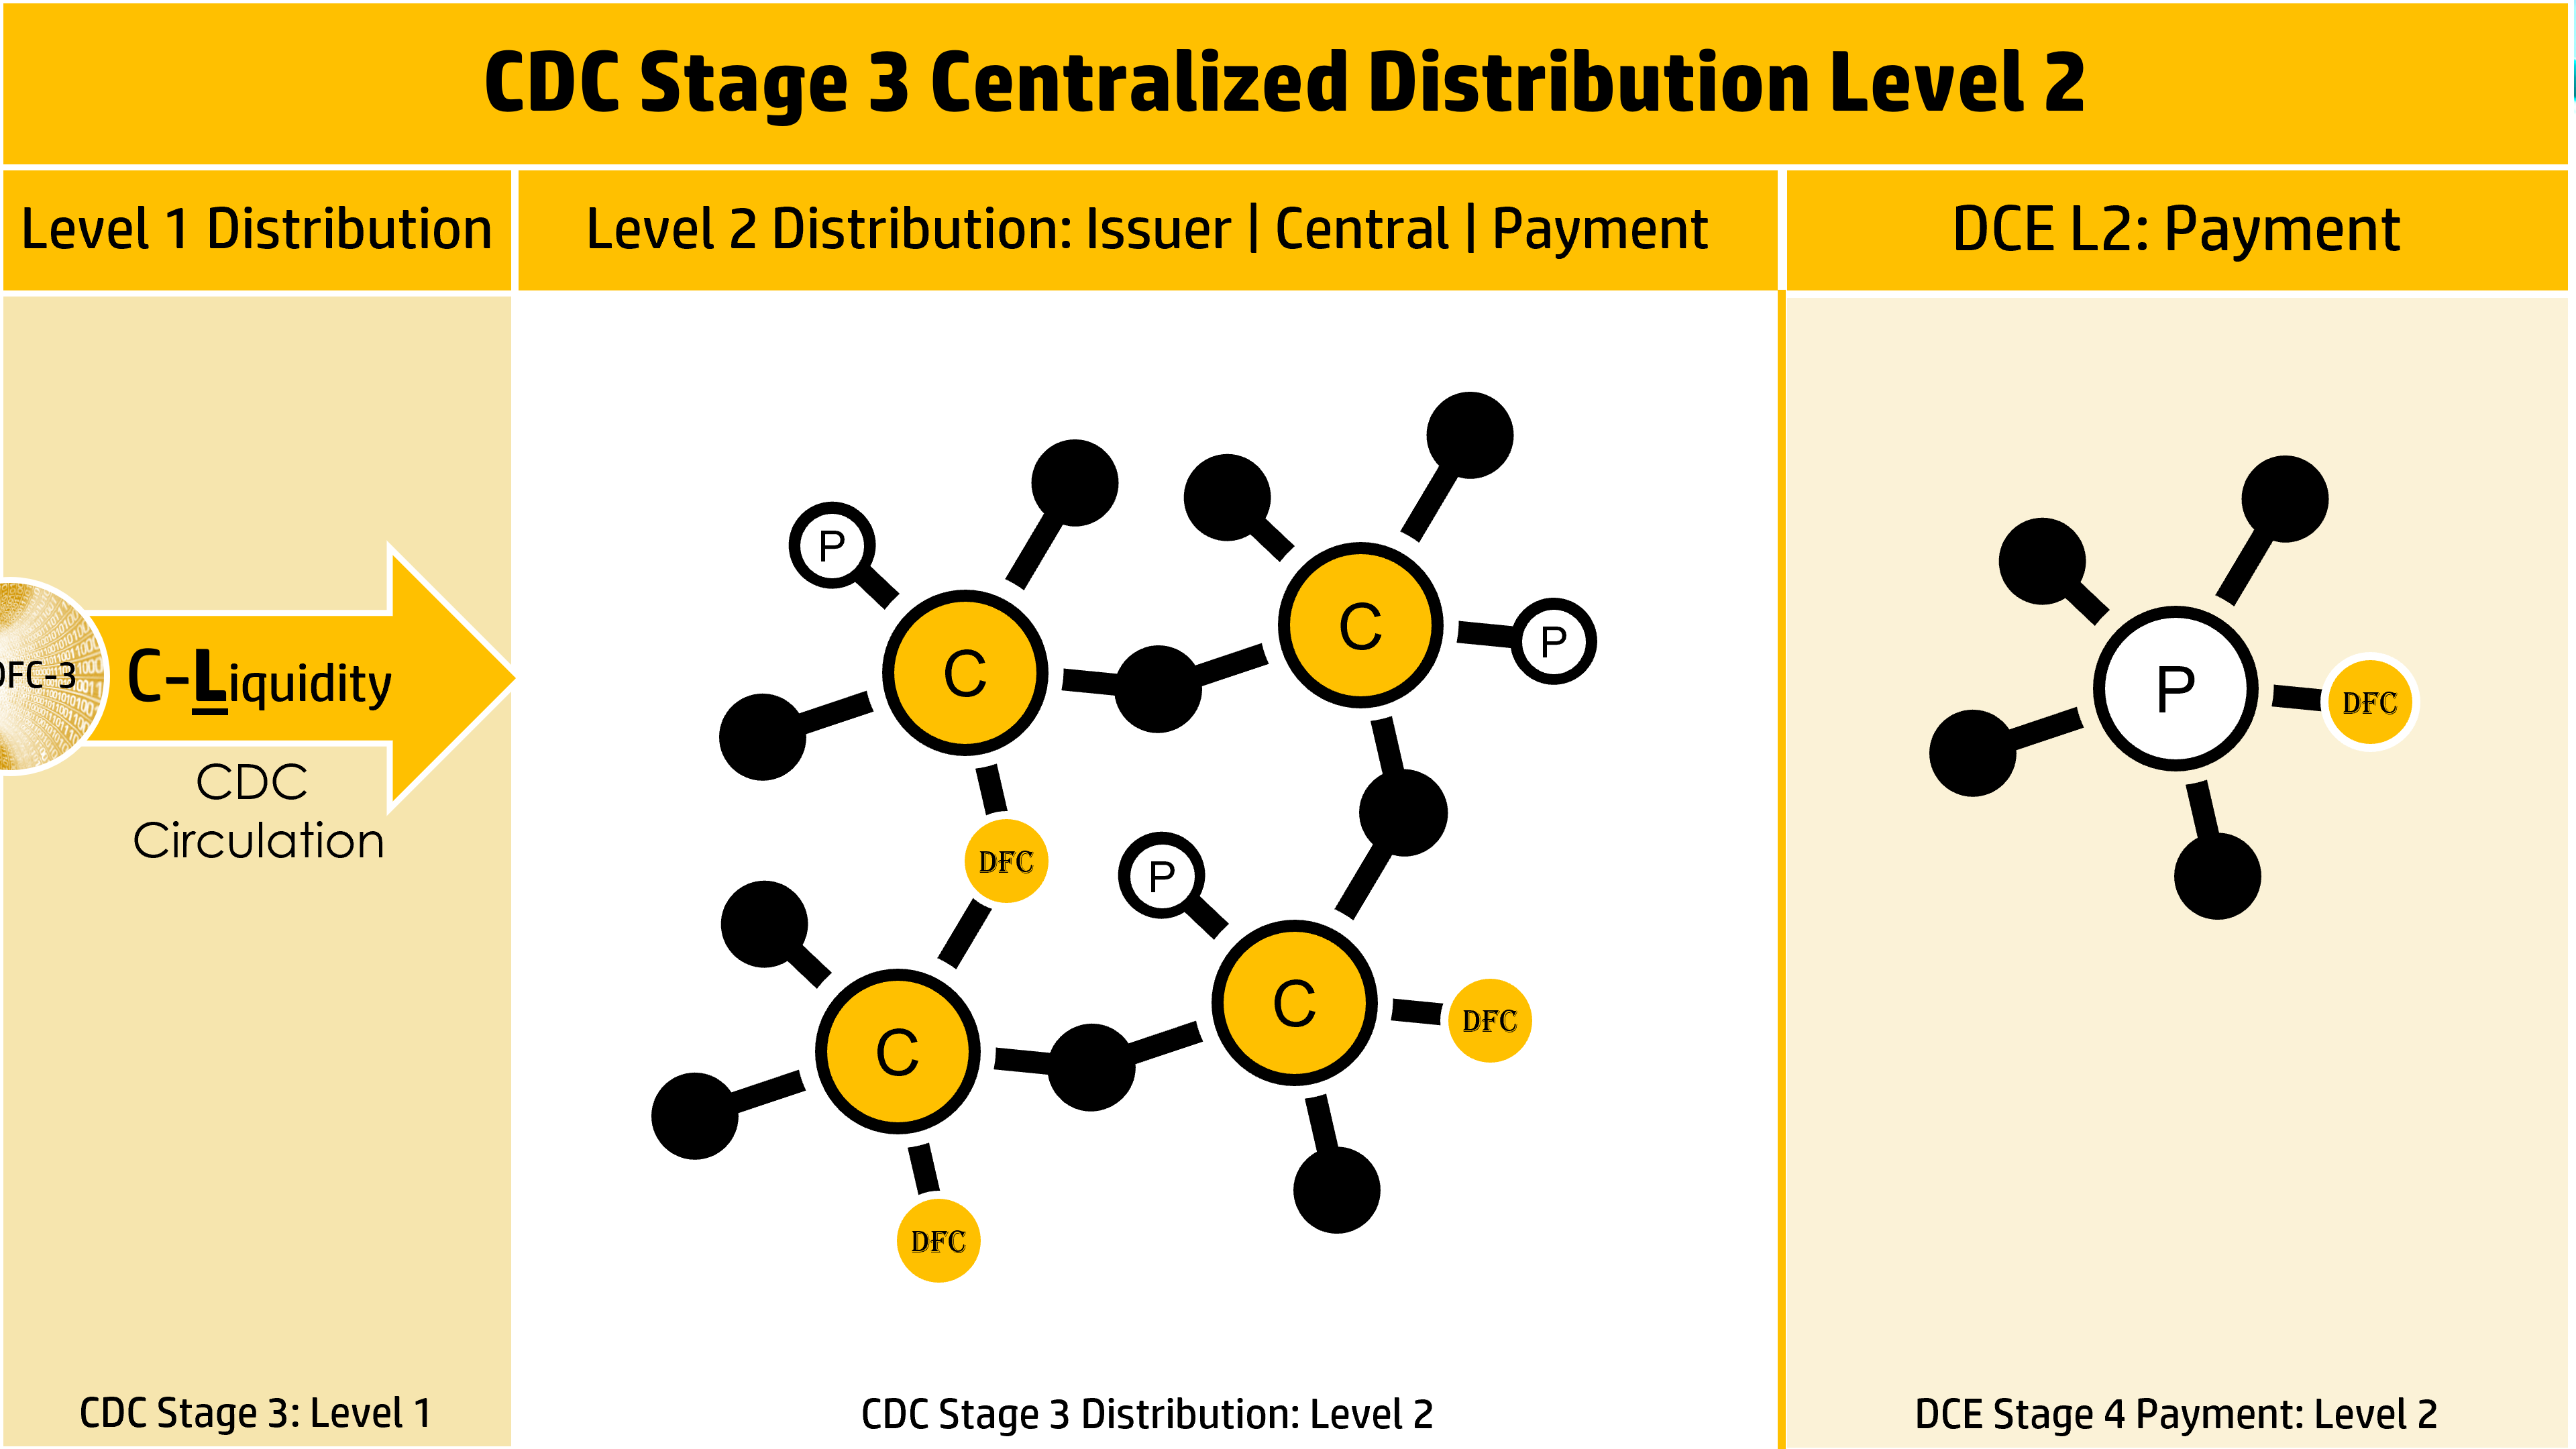 CDC Stage 3 Centralized Distribution Level 2
Level 1 Distribution
Level 2 Distribution: Issuer | Central | Payment
DCE L2: Payment
DFC-3
C-Liquidity
CDC
Circulation
P
C
C
P
DFC
P
C
C
DFC
DFC
P
DFC
CDC Stage 3: Level 1
CDC Stage 3 Distribution: Level 2
DCE Stage 4 Payment: Level 2